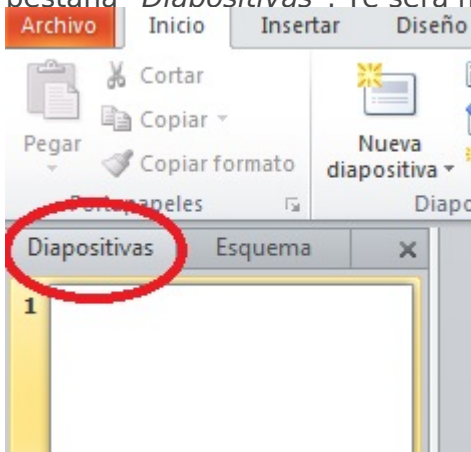 pestaña "Diapositivas". Te será
Archivo Inicio Insertar Diseño
Cortar
Copiar
Pegar
Copiar formato
Nueva
diapositiva
Portapapeles
Diapositivas Esquema
1